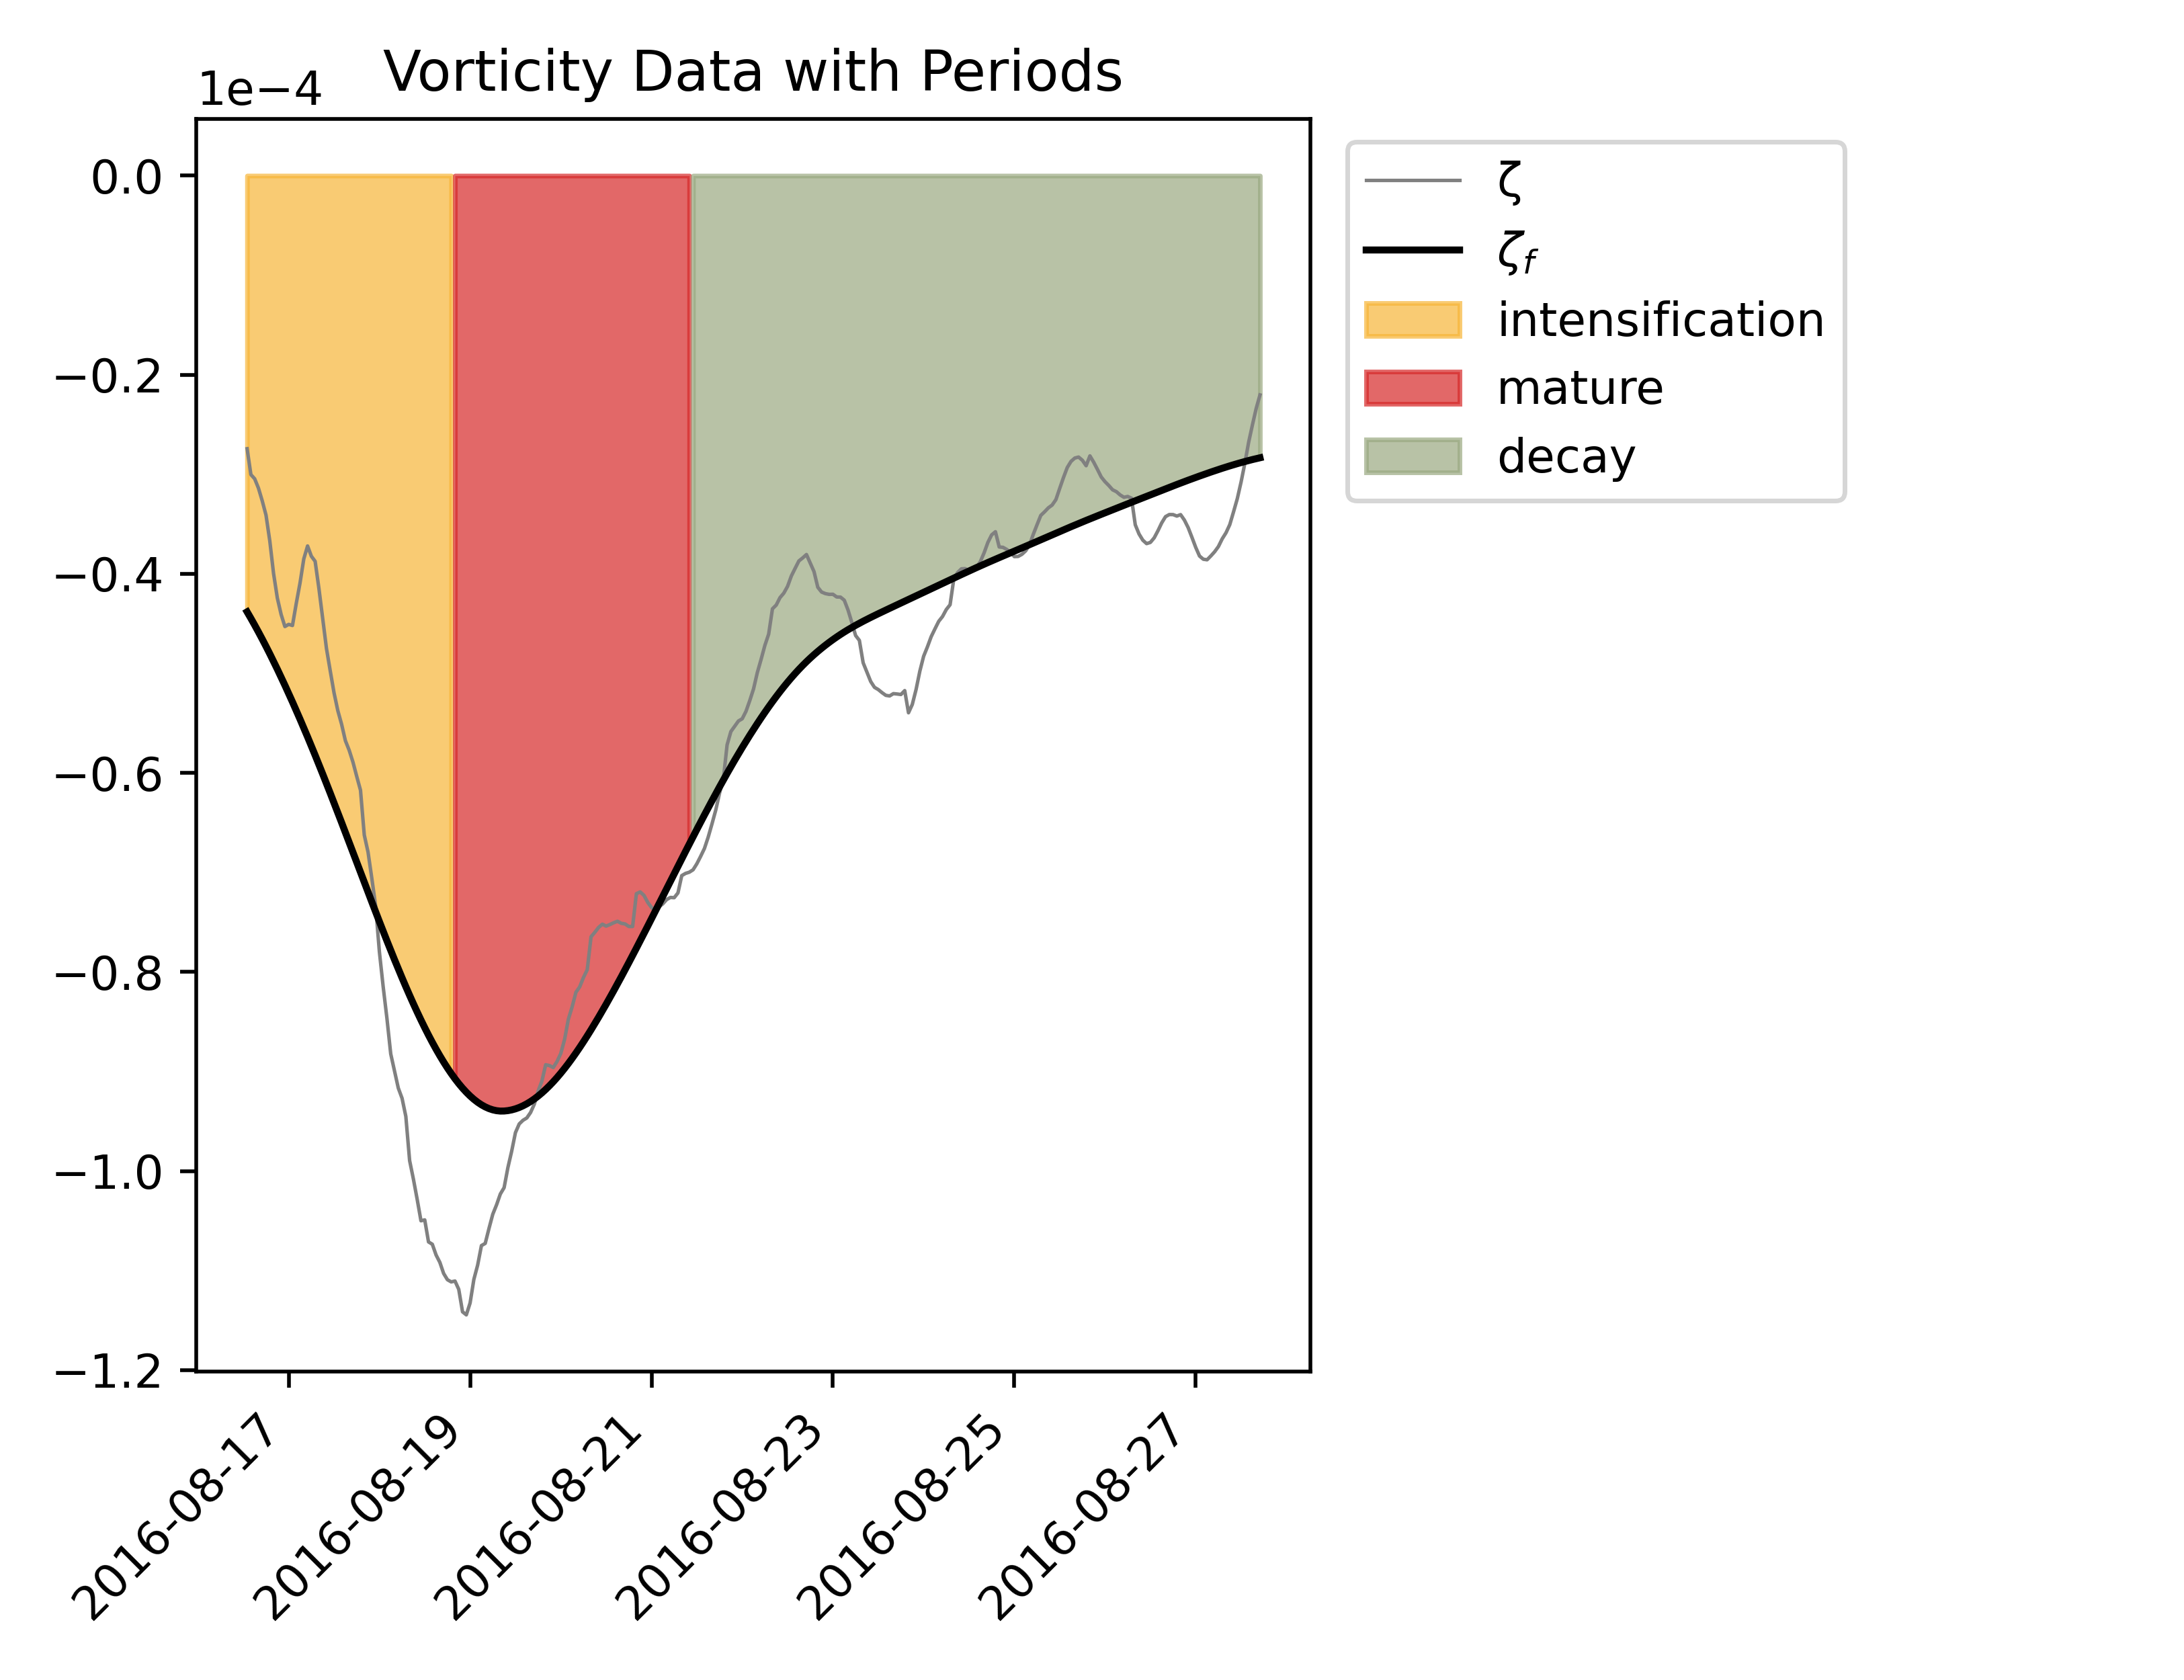 Vorticity Data with Periods
1e−4
0.0
−0.2
−0.4
−0.6
−0.8
−1.0
−1.2
2016-08-17
2016-08-19
2016-08-21
2016-08-23
2016-08-25
2016-08-27
ζ
ζf
intensification
mature
decay